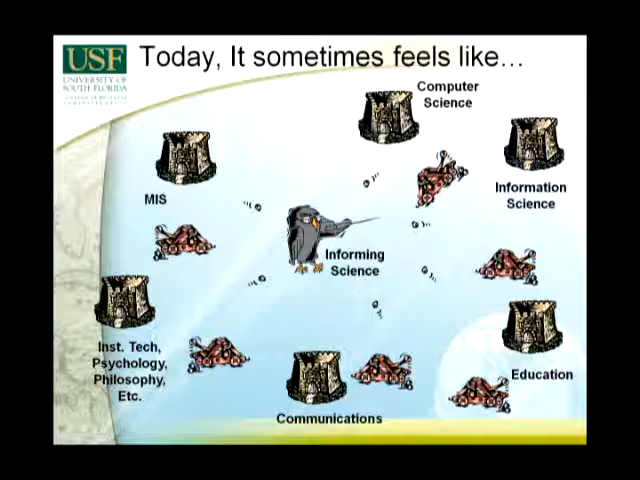 USF
UNIVERSITY OF
SOUTH FLORIDA
Today, It sometimes feels like…
Computer
Science
MIS
Information
Science
Informing
Science
Inst. Tech,
Psychology,
Philosophy,
Etc.
Education
Communications